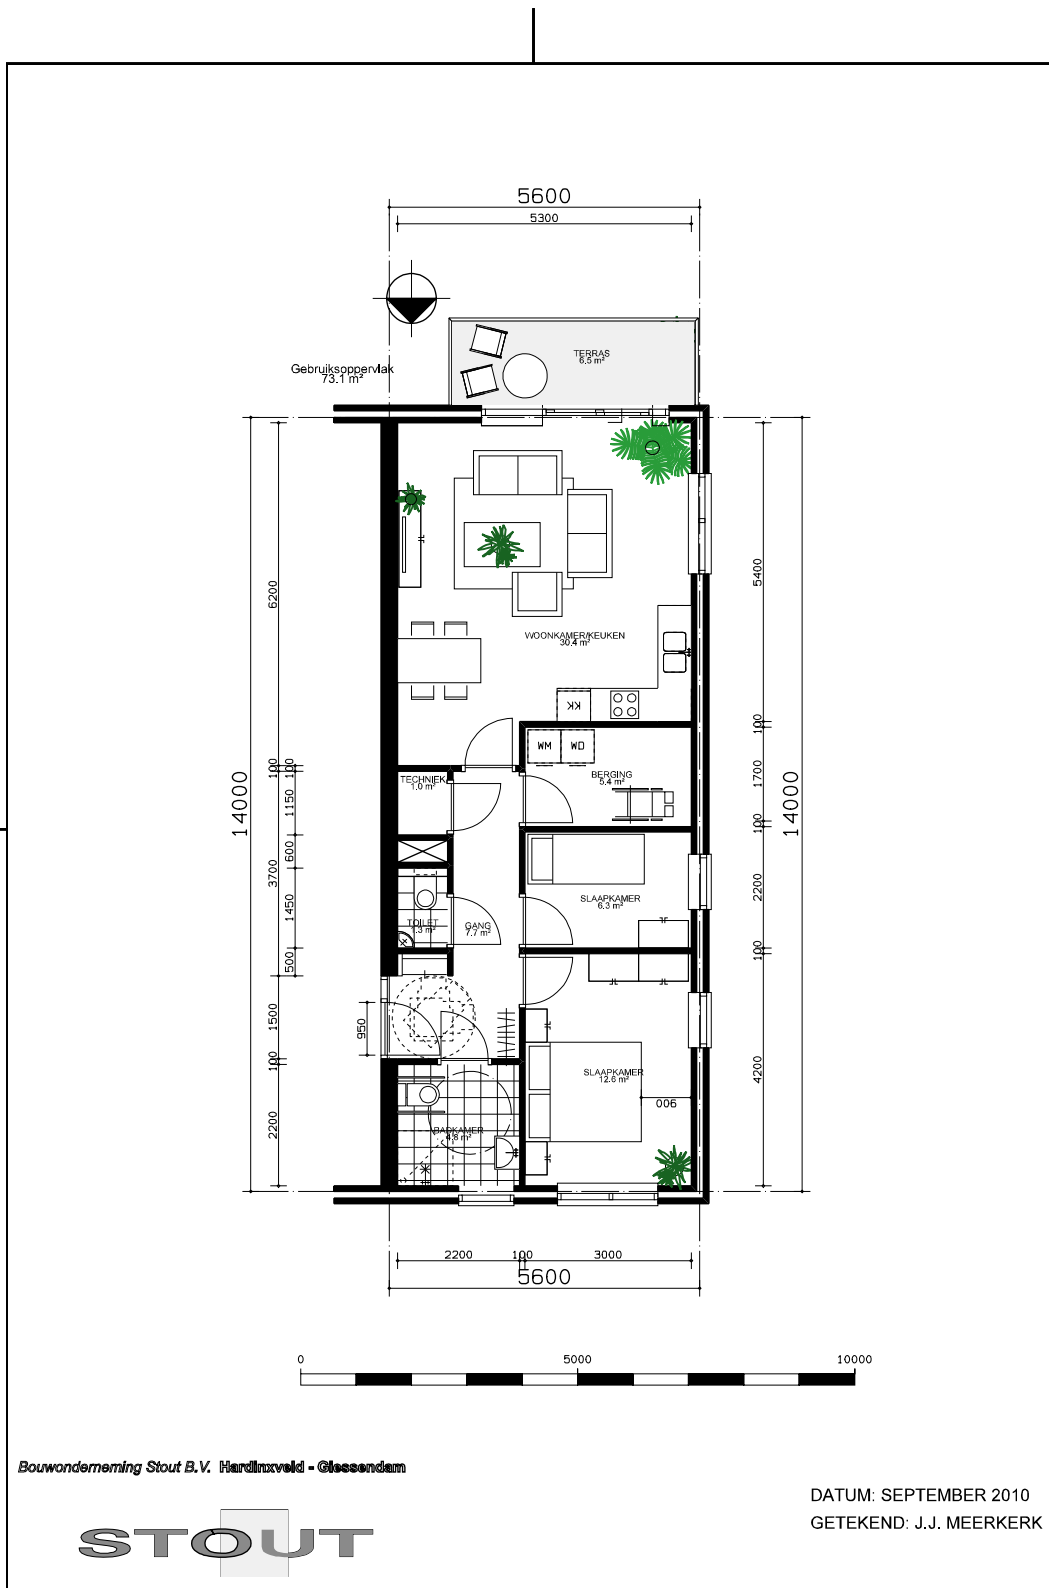 5600
5300
TERRAS
6.5 m²
Gebruiksoppervlak
73.1 m²
6200
5400
14000
14000
WOONKAMER/KEUKEN
30.4 m²
KK
WM
WD
BERGING
5.4 m²
TECHNIEK
1.0 m²
100
100
1150
600
3700
1450
500
1500
950
100
2200
100
1700
100
2200
100
4200
SLAAPKAMER
6.3 m²
TOILET
1.3 m²
GANG
7.7 m²
SLAAPKAMER
12.6 m²
900
BADKAMER
4.8 m²
2200
100
3000
5600
0
5000
10000
Bouwonderneming Stout B.V. Hardinxveld - Giessendam
DATUM: SEPTEMBER 2010
GETEKEND: J.J. MEERKERK
STOUT